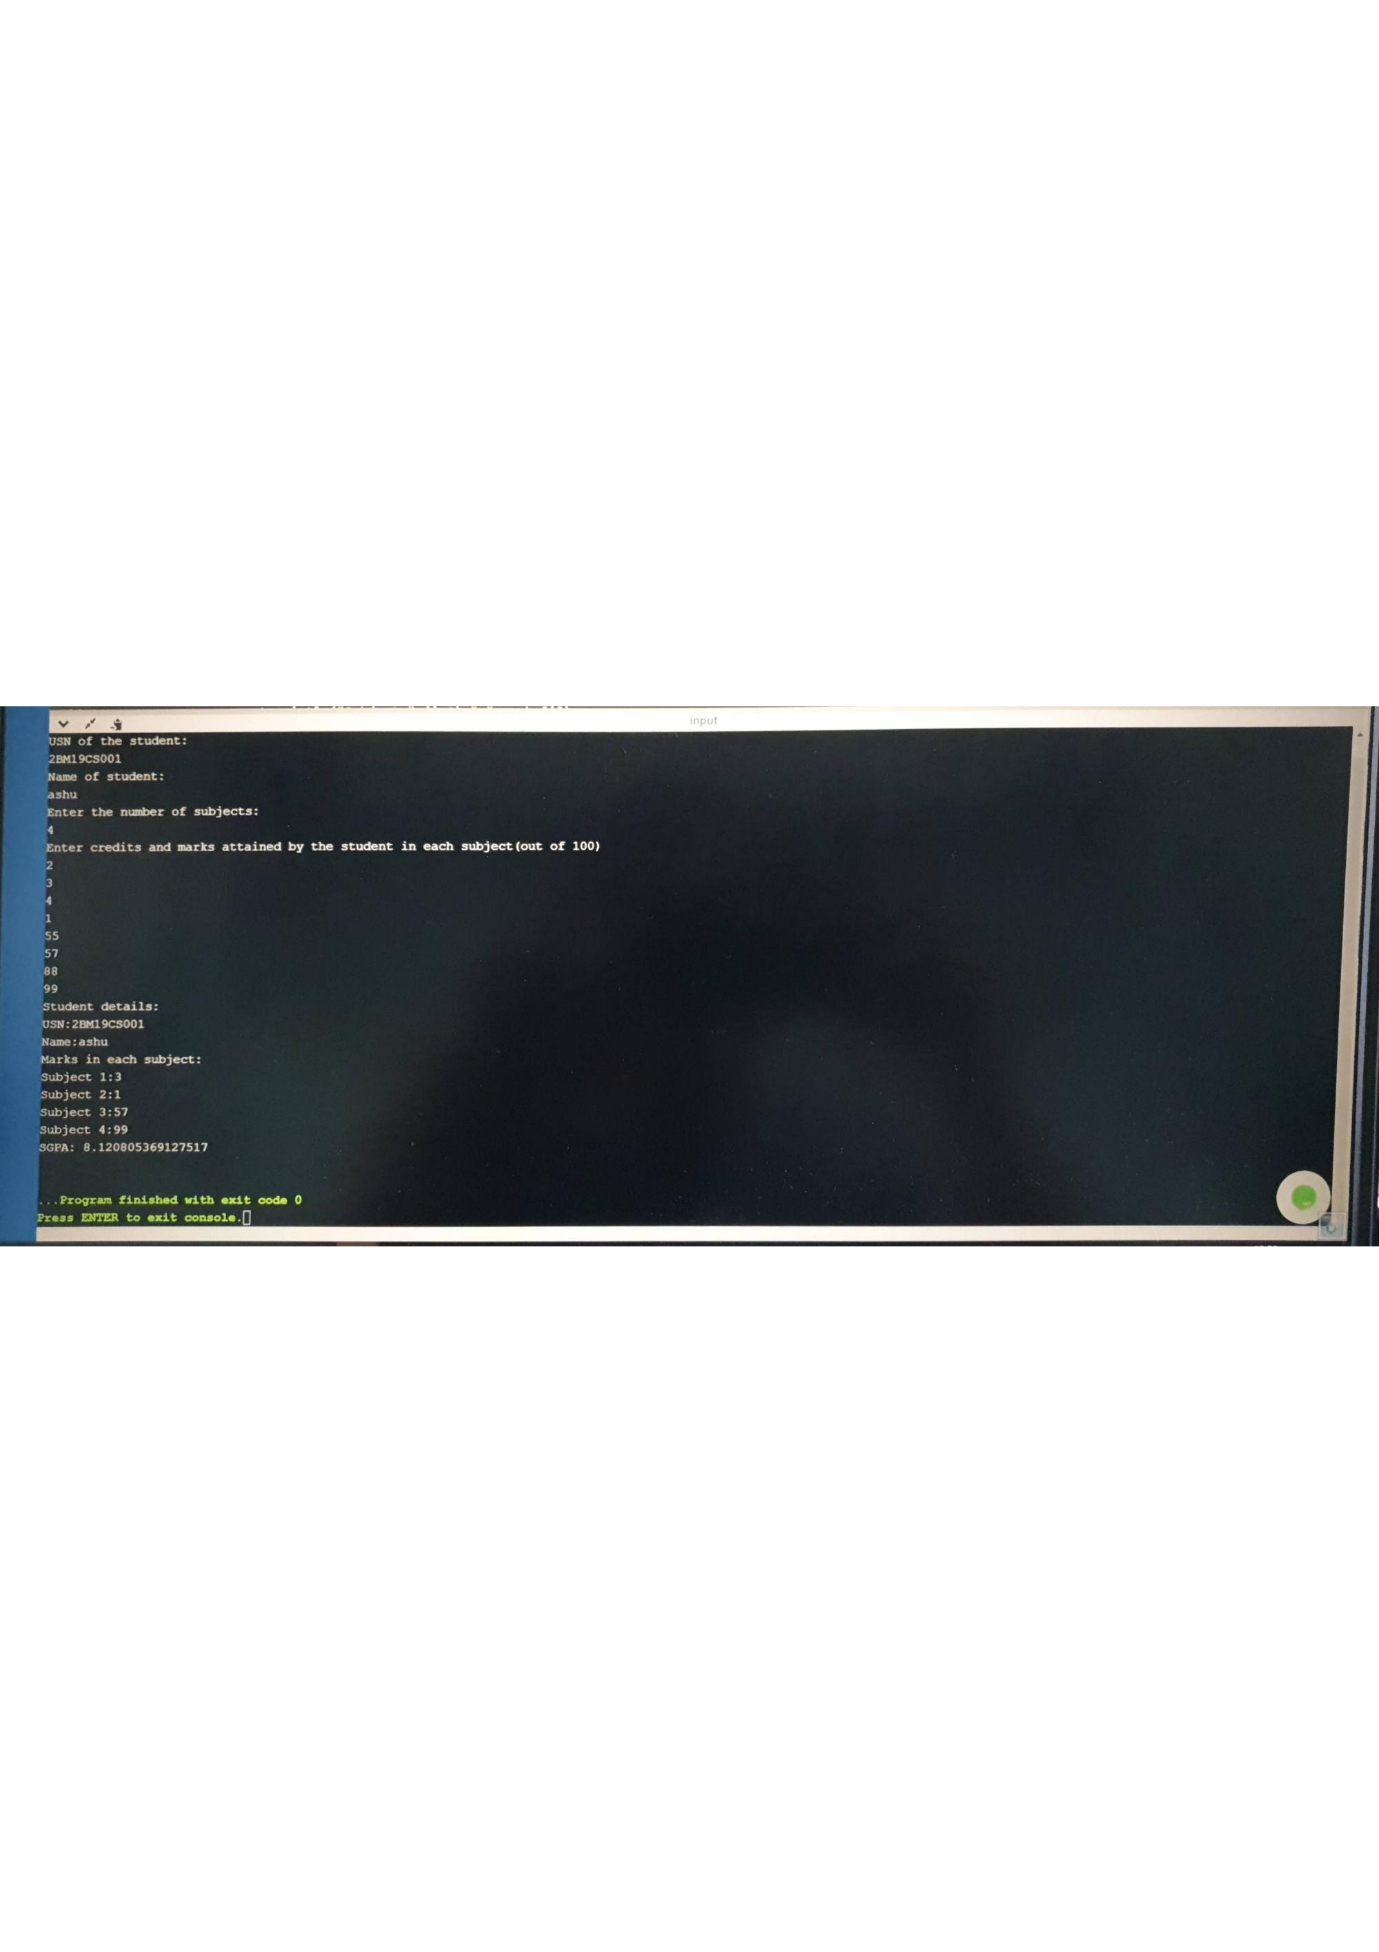 input
USN of the student:
2BM19CS001
Name of student:
ashu
Enter the number of subjects:
4
Enter credits and marks attained by the student in each subject(out of 100)
2
3
4
1
55
57
88
99
Student details:
USN:2BM19CS001
Name:ashu
Marks in each subject:
Subject 1:3
Subject 2:1
Subject 3:57
Subject 4:99
SGPA: 8.120805369127517
...Program finished with exit code 0
Press ENTER to exit console.